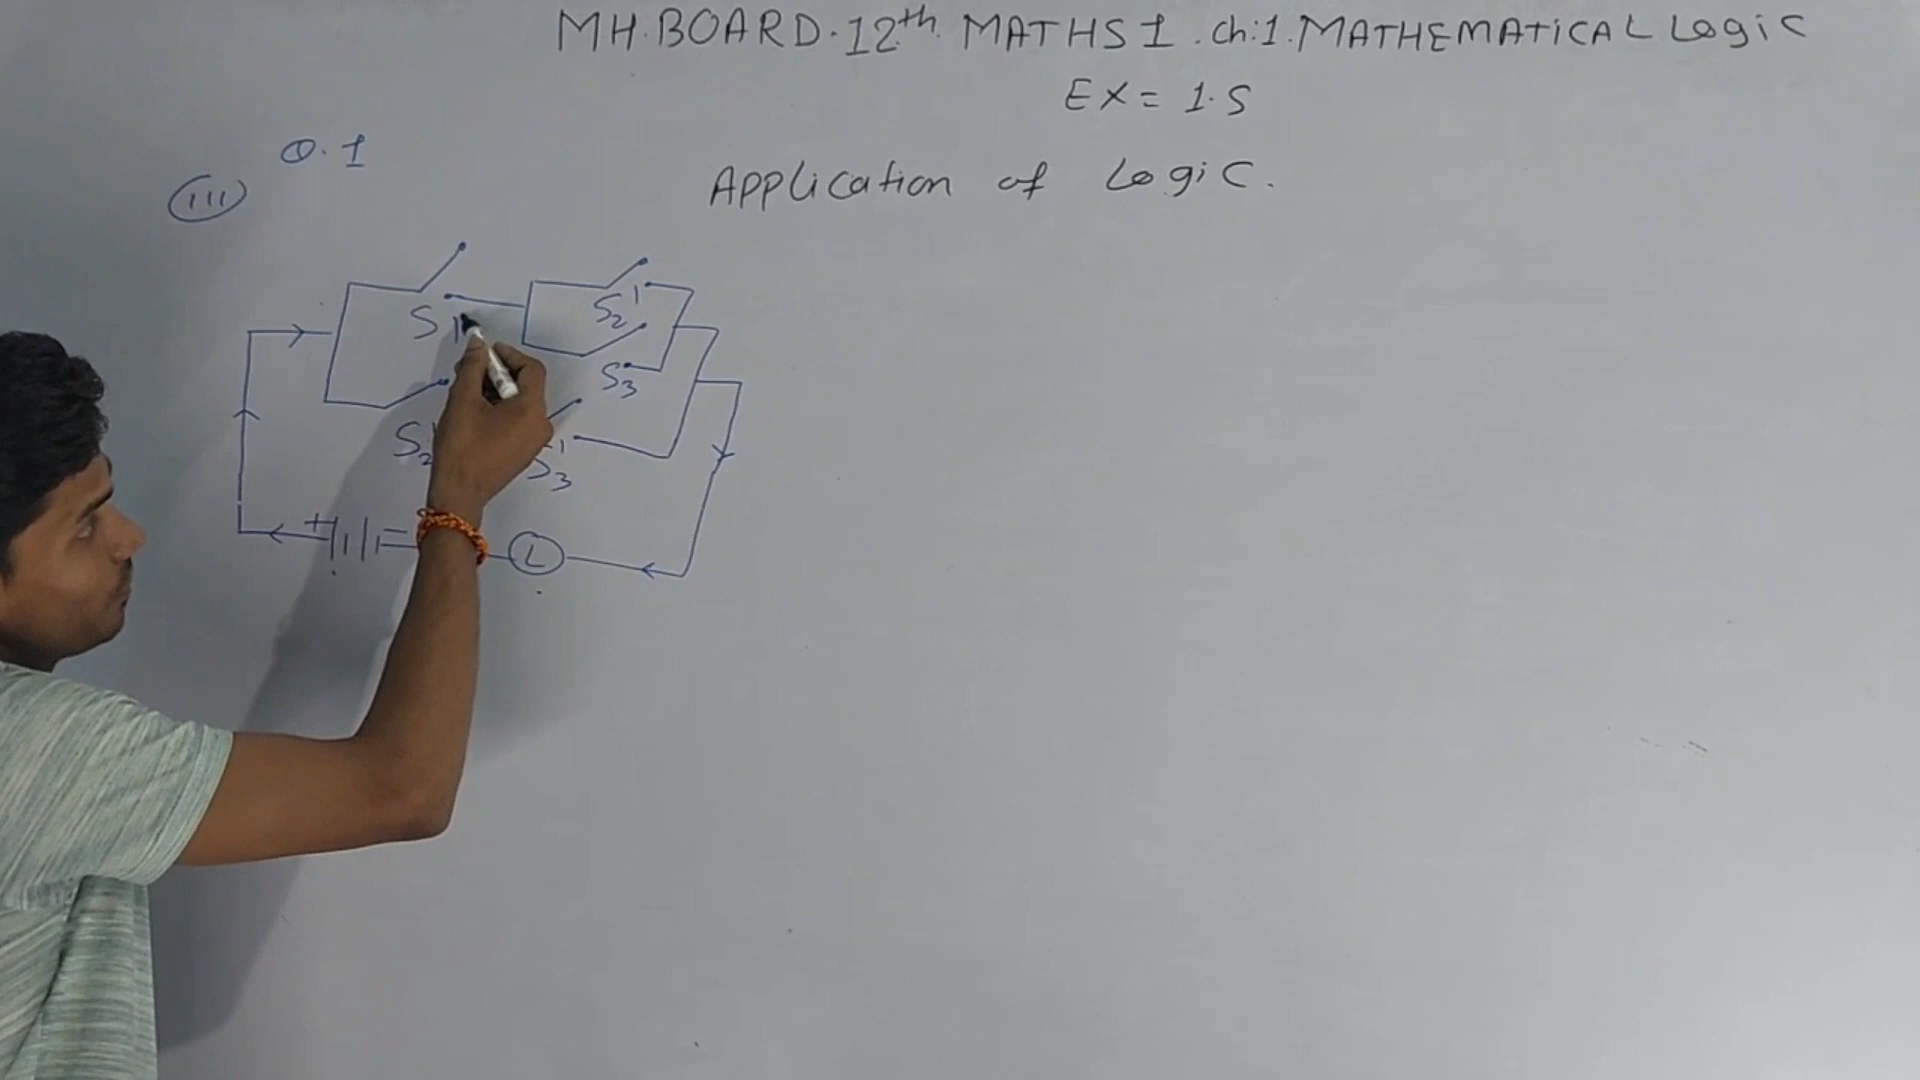 MH.BOARD.12th. MATHS 1 .ch:1.MATHEMATICAL LOGIC
EX = 1.5
Q.1
(iii)
Application of Logic.
S1 S2'
S3
S2' S3'
+ =
L